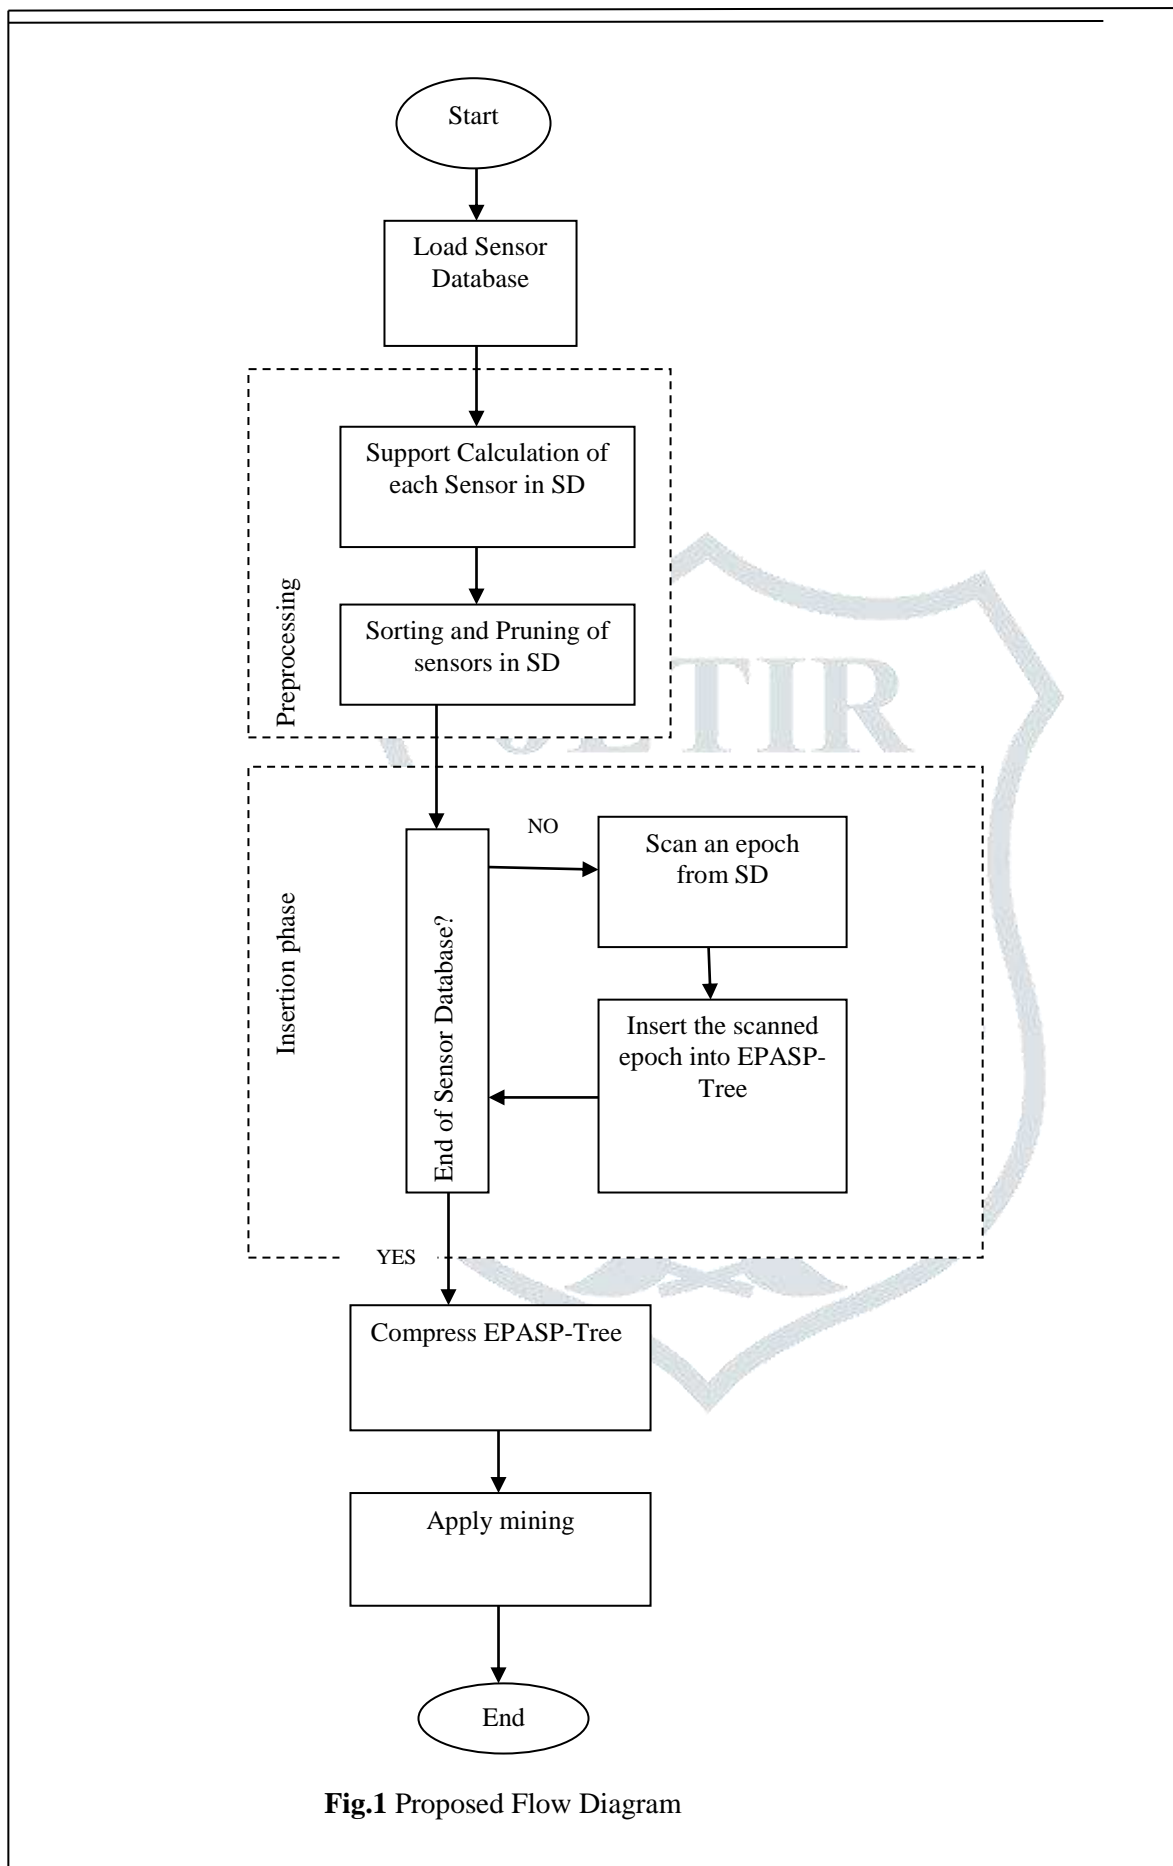 Start
Load Sensor
Database
Support Calculation of
each Sensor in SD
Preprocessing
Sorting and Pruning of
sensors in SD
JETIR
Insertion phase
End of Sensor Database?
NO
Scan an epoch
from SD
Insert the scanned
epoch into EPASP-
Tree
YES
Compress EPASP-Tree
Apply mining
End
Fig.1 Proposed Flow Diagram